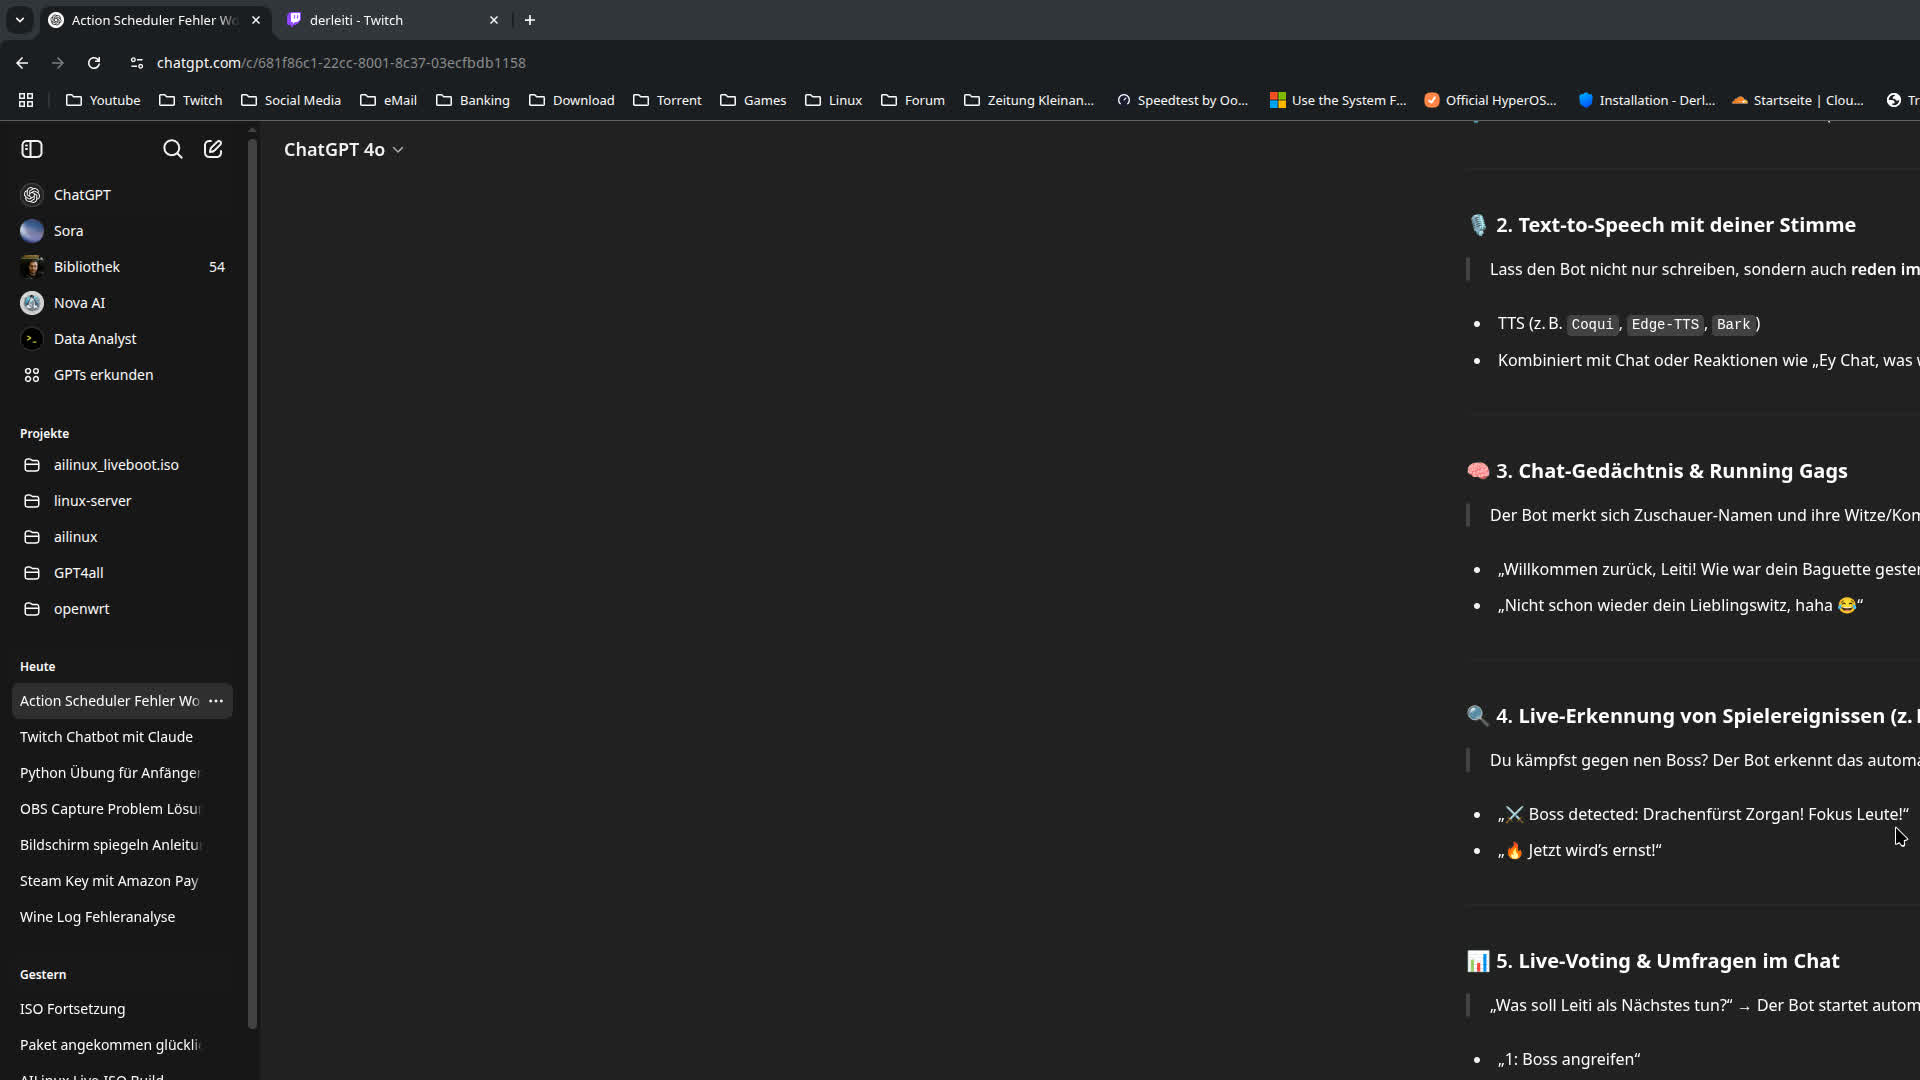 Action Scheduler Fehler Wo
derleiti - Twitch
chatgpt.com/c/681f86c1-22cc-8001-8c37-03ecfbdb1158
Youtube
Twitch
Social Media
eMail
Banking
Download
Torrent
Games
Linux
Forum
Zeitung Kleinan...
Speedtest by Oo...
Use the System F...
Official HyperOS...
Installation - Derl...
Startseite | Clou...
Tr
ChatGPT 4o
ChatGPT
Sora
Bibliothek 54
Nova AI
Data Analyst
GPTs erkunden
Projekte
ailinux_liveboot.iso
linux-server
ailinux
GPT4all
openwrt
Heute
Action Scheduler Fehler Wo
Twitch Chatbot mit Claude
Python Übung für Anfänger
OBS Capture Problem Lösu
Bildschirm spiegeln Anleitu
Steam Key mit Amazon Pay
Wine Log Fehleranalyse
Gestern
ISO Fortsetzung
Paket angekommen glückli
AILinux Live-ISO Build
🎙️ 2. Text-to-Speech mit deiner Stimme
Lass den Bot nicht nur schreiben, sondern auch reden im
• TTS (z. B. Coqui, Edge-TTS, Bark)
• Kombiniert mit Chat oder Reaktionen wie „Ey Chat, was w
🧠 3. Chat-Gedächtnis & Running Gags
Der Bot merkt sich Zuschauer-Namen und ihre Witze/Kom
• „Willkommen zurück, Leiti! Wie war dein Baguette gester
• „Nicht schon wieder dein Lieblingswitz, haha 😂“
🔍 4. Live-Erkennung von Spielereignissen (z. B
Du kämpfst gegen nen Boss? Der Bot erkennt das automa
• „⚔️ Boss detected: Drachenfürst Zorgan! Fokus Leute!“
• „🔥 Jetzt wird’s ernst!“
📊 5. Live-Voting & Umfragen im Chat
„Was soll Leiti als Nächstes tun?“ → Der Bot startet autom
• „1: Boss angreifen“